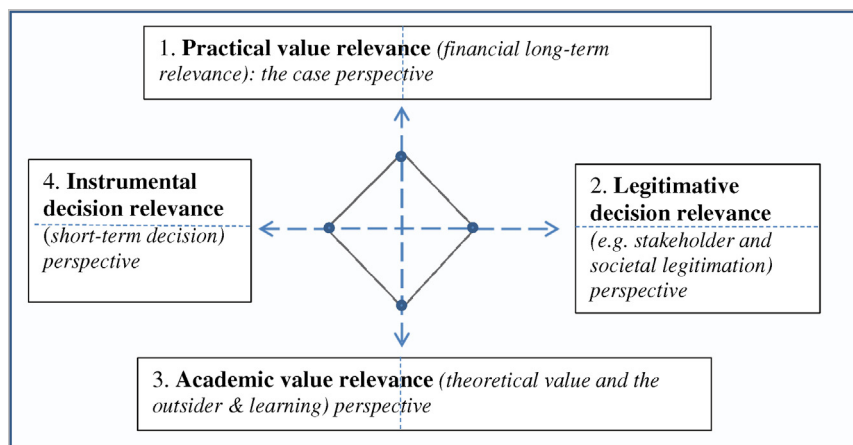 1. Practical value relevance (financial long-term
relevance): the case perspective
4. Instrumental
decision relevance
(short-term decision)
perspective
2. Legitimative
decision relevance
(e.g. stakeholder and
societal legitimation)
perspective
3. Academic value relevance (theoretical value and the
outsider & learning) perspective